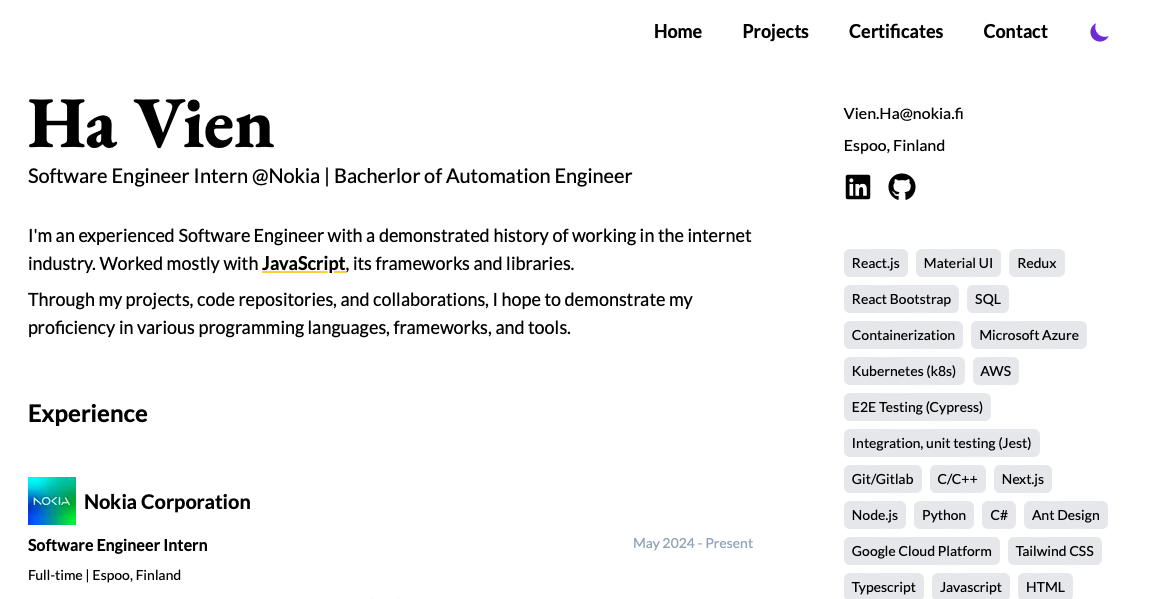 Home Projects Certificates Contact
Ha Vien
Software Engineer Intern @Nokia | Bacherlor of Automation Engineer
I'm an experienced Software Engineer with a demonstrated history of working in the internet
industry. Worked mostly with JavaScript, its frameworks and libraries.
Through my projects, code repositories, and collaborations, I hope to demonstrate my
proficiency in various programming languages, frameworks, and tools.
Experience
NOKIA
Nokia Corporation
Software Engineer Intern
May 2024 - Present
Full-time | Espoo, Finland
Vien.Ha@nokia.fi
Espoo, Finland
in
React.js Material UI Redux
React Bootstrap SQL
Containerization Microsoft Azure
Kubernetes (k8s) AWS
E2E Testing (Cypress)
Integration, unit testing (Jest)
Git/Gitlab C/C++ Next.js
Node.js Python C# Ant Design
Google Cloud Platform Tailwind CSS
Typescript Javascript HTML